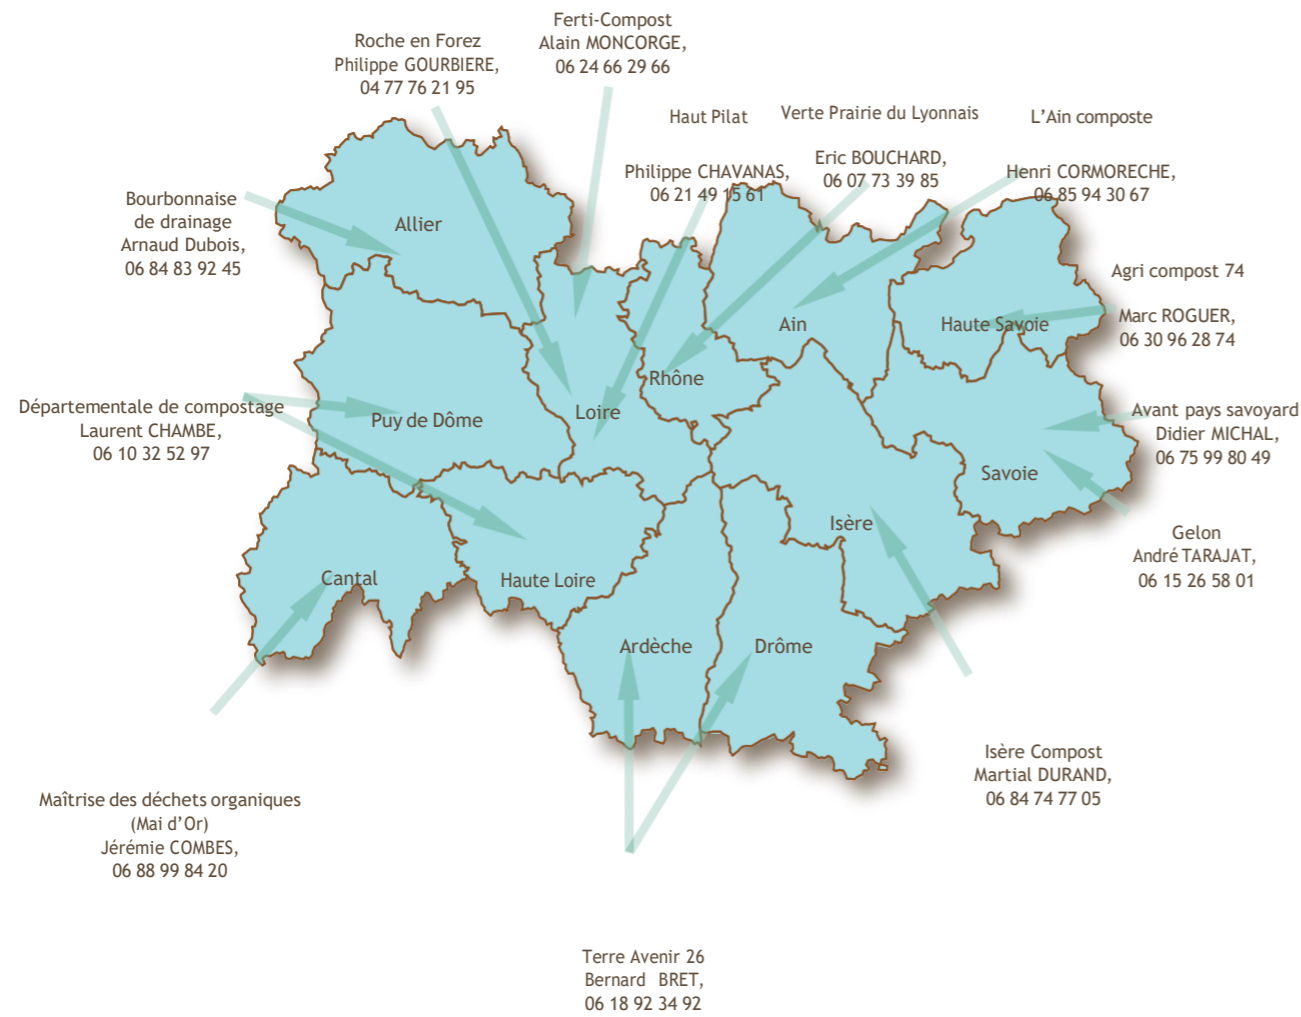 Ferti-Compost
Alain MONCORGE,
06 24 66 29 66
Roche en Forez
Philippe GOURBIERE,
04 77 76 21 95
Haut Pilat
Philippe CHAVANAS,
06 21 49 15 61
Verte Prairie du Lyonnais
Eric BOUCHARD,
06 07 73 39 85
L'Ain composte
Henri CORMORECHE,
06 85 94 30 67
Bourbonnaise
de drainage
Arnaud Dubois,
06 84 83 92 45
Allier
Agri compost 74
Marc ROGUER,
06 30 96 28 74
Ain
Haute Savoie
Rhône
Loire
Puy de Dôme
Départementale de compostage
Laurent CHAMBE,
06 10 32 52 97
Avant pays savoyard
Didier MICHAL,
06 75 99 80 49
Savoie
Isère
Gelon
André TARAJAT,
06 15 26 58 01
Cantal
Haute Loire
Ardèche
Drôme
Isère Compost
Martial DURAND,
06 84 74 77 05
Maîtrise des déchets organiques
(Mai d'Or)
Jérémie COMBES,
06 88 99 84 20
Terre Avenir 26
Bernard BRET,
06 18 92 34 92